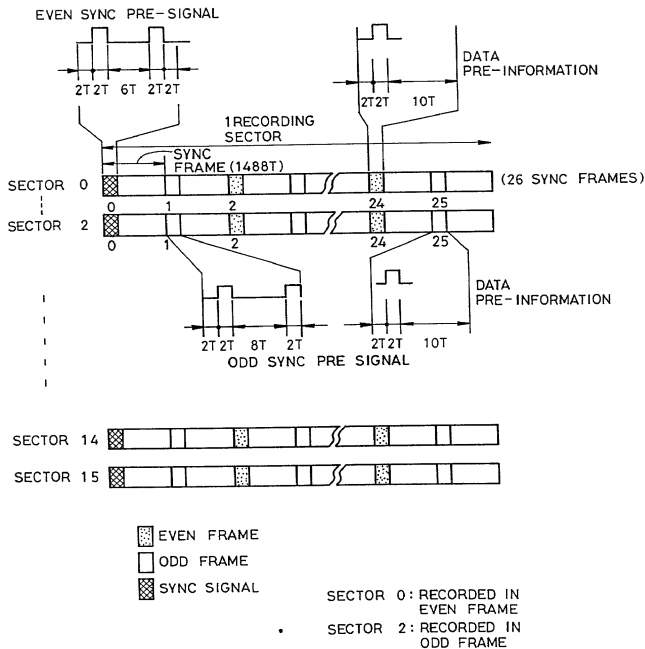 EVEN SYNC PRE-SIGNAL
2T 2T 6T 2T 2T
DATA
PRE-INFORMATION
2T 2T 10T
1 RECORDING
SECTOR
SYNC
FRAME (1488T)
SECTOR 0
(26 SYNC FRAMES)
0 1 2 24 25
SECTOR 2
0 1 2 24 25
2T 2T 8T 2T
ODD SYNC PRE SIGNAL
DATA
PRE-INFORMATION
2T 2T 10T
SECTOR 14
SECTOR 15
EVEN FRAME
ODD FRAME
SYNC SIGNAL
SECTOR 0: RECORDED IN
EVEN FRAME
SECTOR 2: RECORDED IN
ODD FRAME